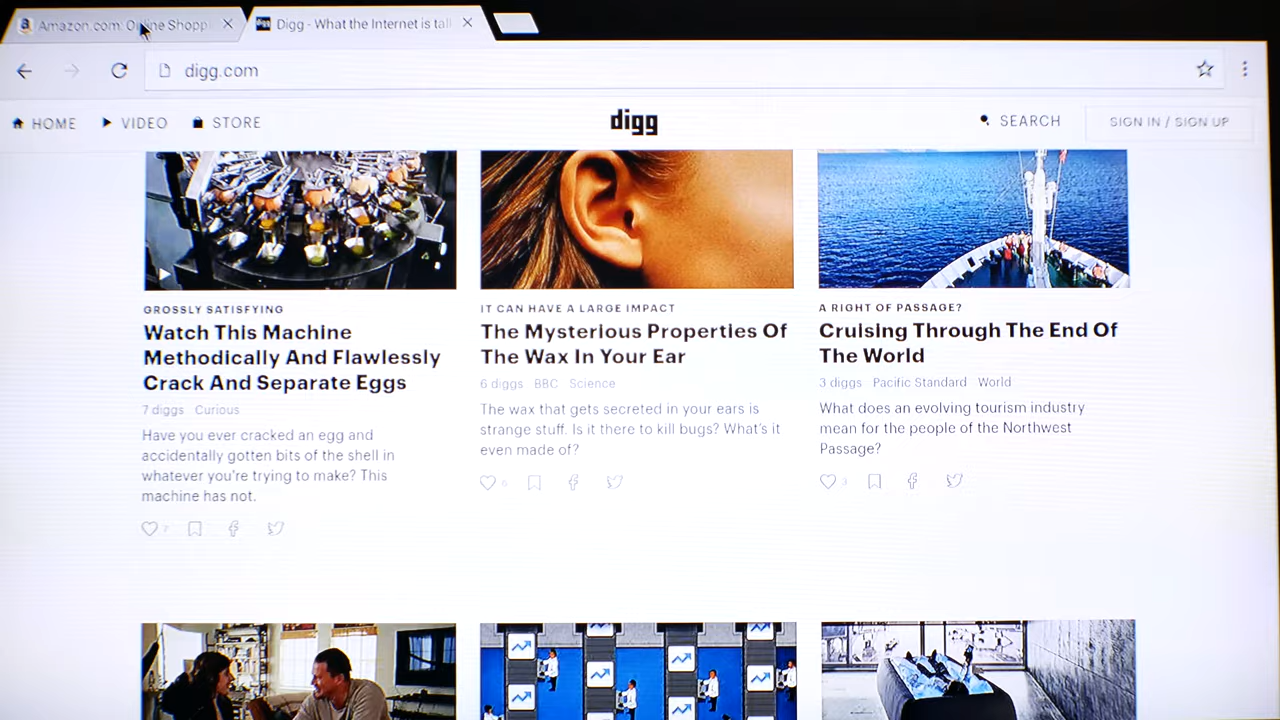 Amazon.com: Online Shoppi
Digg - What the Internet is tall
digg.com
HOME
VIDEO
STORE
digg
SEARCH
SIGN IN / SIGN UP
GROSSLY SATISFYING
Watch This Machine
Methodically And Flawlessly
Crack And Separate Eggs
7 diggs Curious
Have you ever cracked an egg and
accidentally gotten bits of the shell in
whatever you're trying to make? This
machine has not.
7
IT CAN HAVE A LARGE IMPACT
The Mysterious Properties Of
The Wax In Your Ear
6 diggs BBC Science
The wax that gets secreted in your ears is
strange stuff. Is it there to kill bugs? What's it
even made of?
6
A RIGHT OF PASSAGE?
Cruising Through The End Of
The World
3 diggs Pacific Standard World
What does an evolving tourism industry
mean for the people of the Northwest
Passage?
3